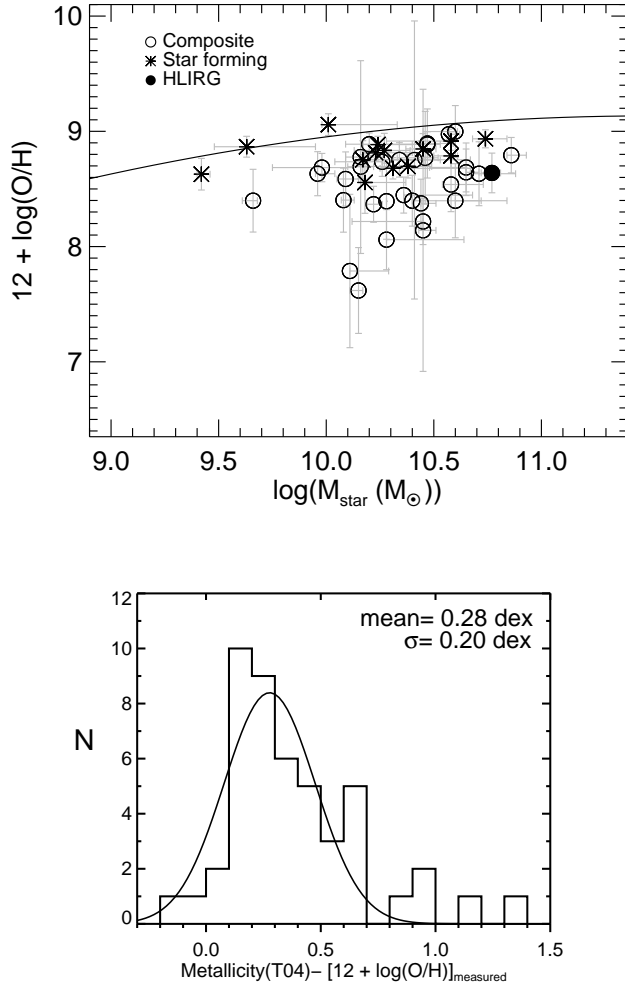 10
9
8
7
12 + log(O/H)
Composite
Star forming
HLIRG
9.0 9.5 10.0 10.5 11.0
log(M_star (M_⊙))
12
10
8
6
4
2
0
N
mean= 0.28 dex
σ= 0.20 dex
0.0 0.5 1.0 1.5
Metallicity(T04)− [12 + log(O/H)]_measured